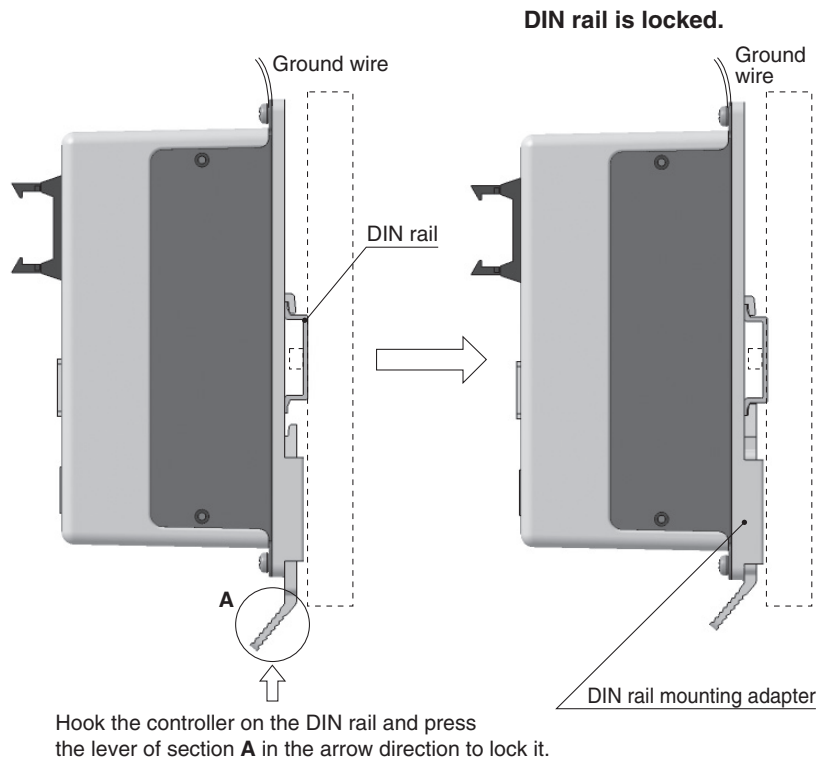 DIN rail is locked.
Ground wire
Ground
wire
DIN rail
A
DIN rail mounting adapter
Hook the controller on the DIN rail and press
the lever of section A in the arrow direction to lock it.